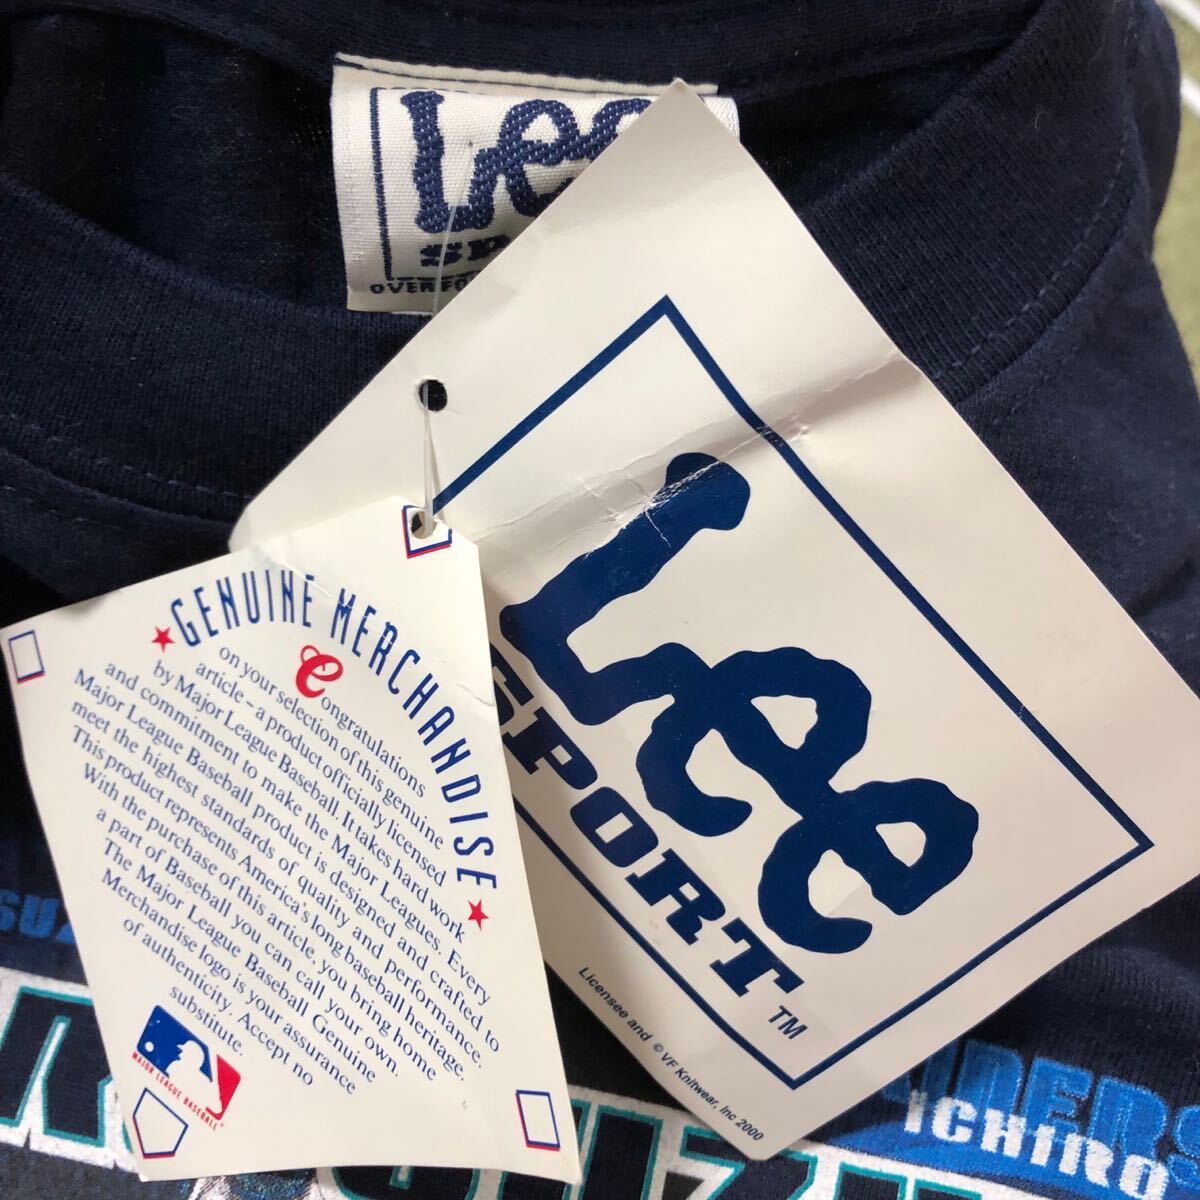 Lee
OVER
Lee
SPORT™
Licensee and © VF Knitwear, Inc 2000
GENUINE MERCHANDISE
Congratulations
on your selection of this genuine
article – a product officially licensed
by Major League Baseball. It takes hard work
and commitment to make the Major Leagues. Every
Major League Baseball product is designed and crafted to
meet the highest standards of quality and performance.
This product represents America's long baseball heritage.
With the purchase of this article, you bring home
a part of Baseball you can call your own.
The Major League Baseball Genuine
Merchandise logo is your assurance
of authenticity. Accept no
substitute.
MAJOR LEAGUE BASEBALL
ICHIRO